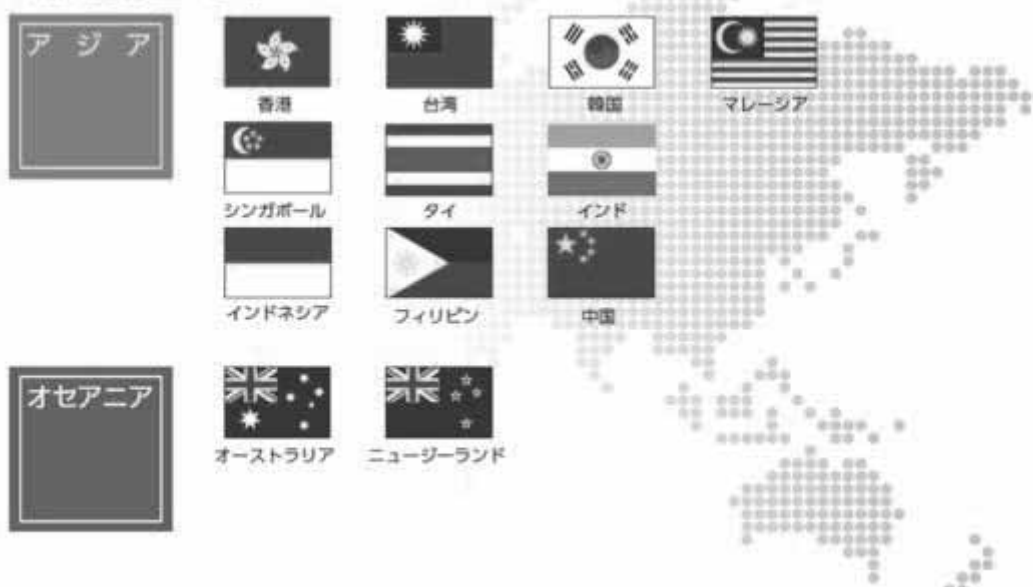 アジア
香港
台湾
韓国
マレーシア
シンガポール
タイ
インド
インドネシア
フィリピン
中国
オセアニア
オーストラリア
ニュージーランド